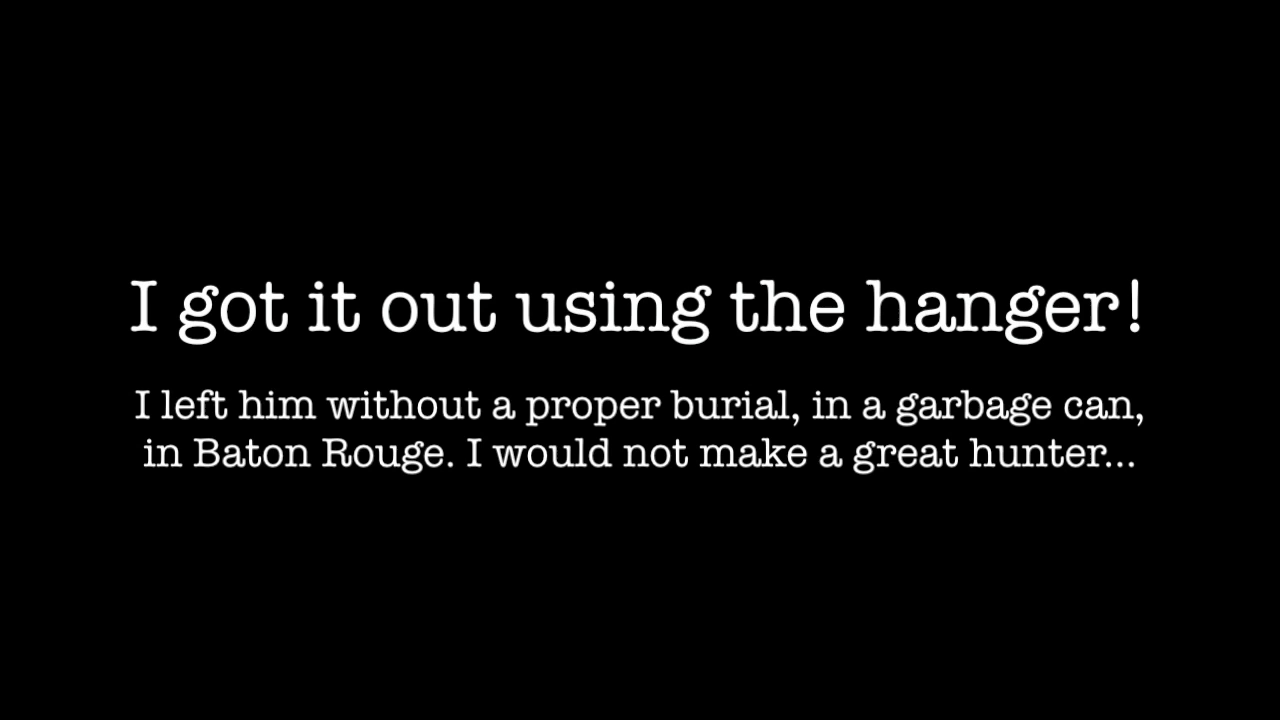 I got it out using the hanger!
I left him without a proper burial, in a garbage can,
in Baton Rouge. I would not make a great hunter...